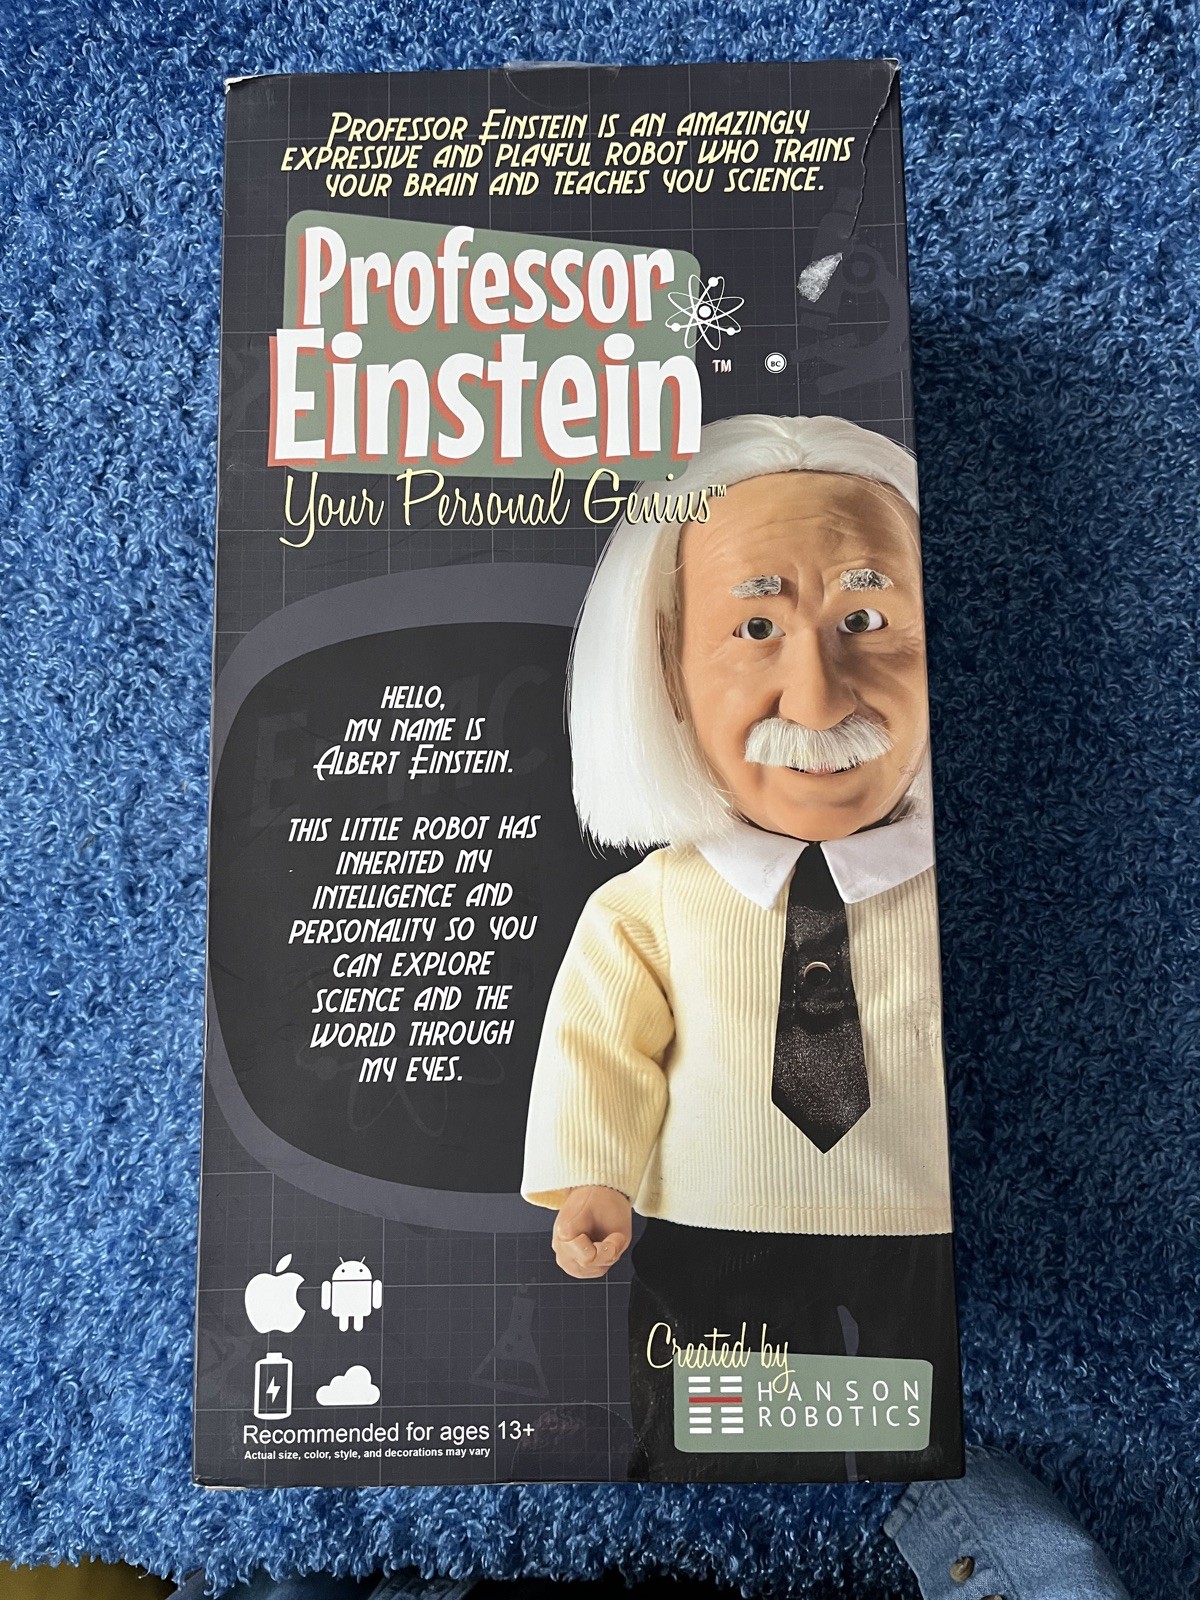 PROFESSOR EINSTEIN IS AN AMAZINGLY
EXPRESSIVE AND PLAYFUL ROBOT WHO TRAINS
YOUR BRAIN AND TEACHES YOU SCIENCE.
Professor
Einstein
TM
BC
Your Personal Genius™
HELLO,
MY NAME IS
ALBERT EINSTEIN.
THIS LITTLE ROBOT HAS
INHERITED MY
INTELLIGENCE AND
PERSONALITY SO YOU
CAN EXPLORE
SCIENCE AND THE
WORLD THROUGH
MY EYES.
Recommended for ages 13+
Actual size, color, style, and decorations may vary
Created by
HANSON
ROBOTICS